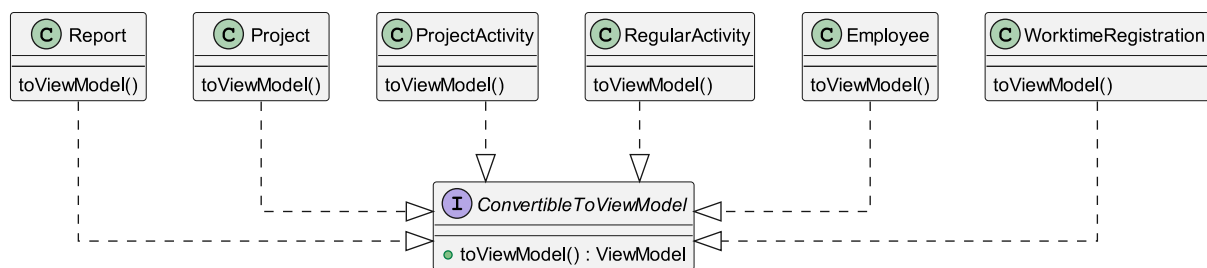 C Report
C Project
C ProjectActivity
C RegularActivity
C Employee
C WorktimeRegistration
toViewModel()
toViewModel()
toViewModel()
toViewModel()
toViewModel()
toViewModel()
I ConvertibleToViewModel
toViewModel() : ViewModel